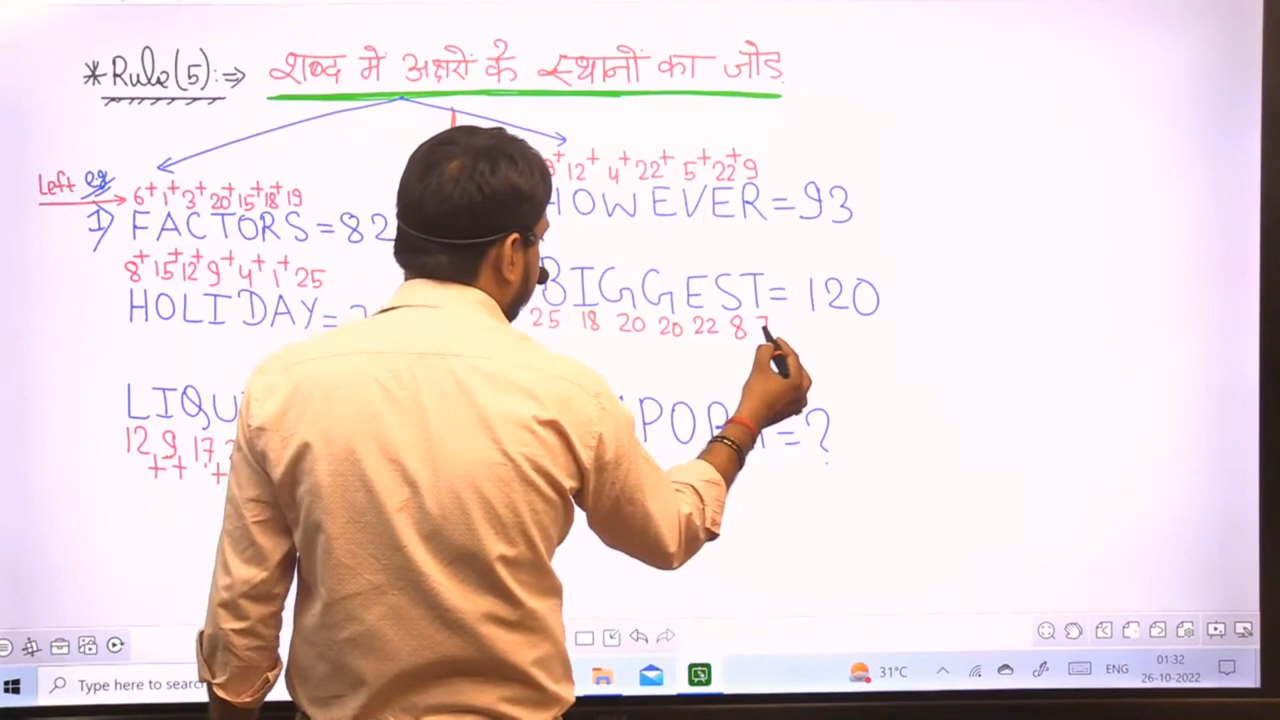 *Rule(5):⇒ शब्द में अक्षरों के स्थानों का जोड़
Left eg
6+ 1+ 3+ 20+ 15+ 18+ 19
1) FACTORS = 82
8+ 15+ 12+ 9+ 4+ 1+ 25
HOLIDAY =
LIQU
12 9 17
+ + +
+ 12+ 4+ 22+ 5+ 22+ 9
HOWEVER = 93
BIGGEST = 120
25 18 20 20 22 8
POR = ?
Type here to searc
31°C
ENG
01:32
26-10-2022